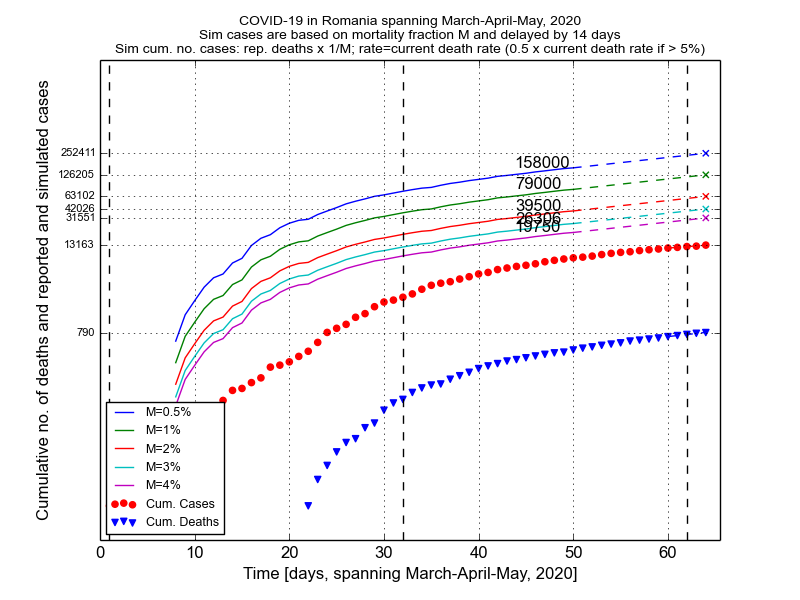 COVID-19 in Romania spanning March-April-May, 2020
Sim cases are based on mortality fraction M and delayed by 14 days
Sim cum. no. cases: rep. deaths x 1/M; rate=current death rate (0.5 x current death rate if > 5%)
Cumulative no. of deaths and reported and simulated cases
252411
126205
63102
42026
31551
13163
790
158000
79000
39500
26306
19750
M=0.5%
M=1%
M=2%
M=3%
M=4%
Cum. Cases
Cum. Deaths
0 10 20 30 40 50 60
Time [days, spanning March-April-May, 2020]